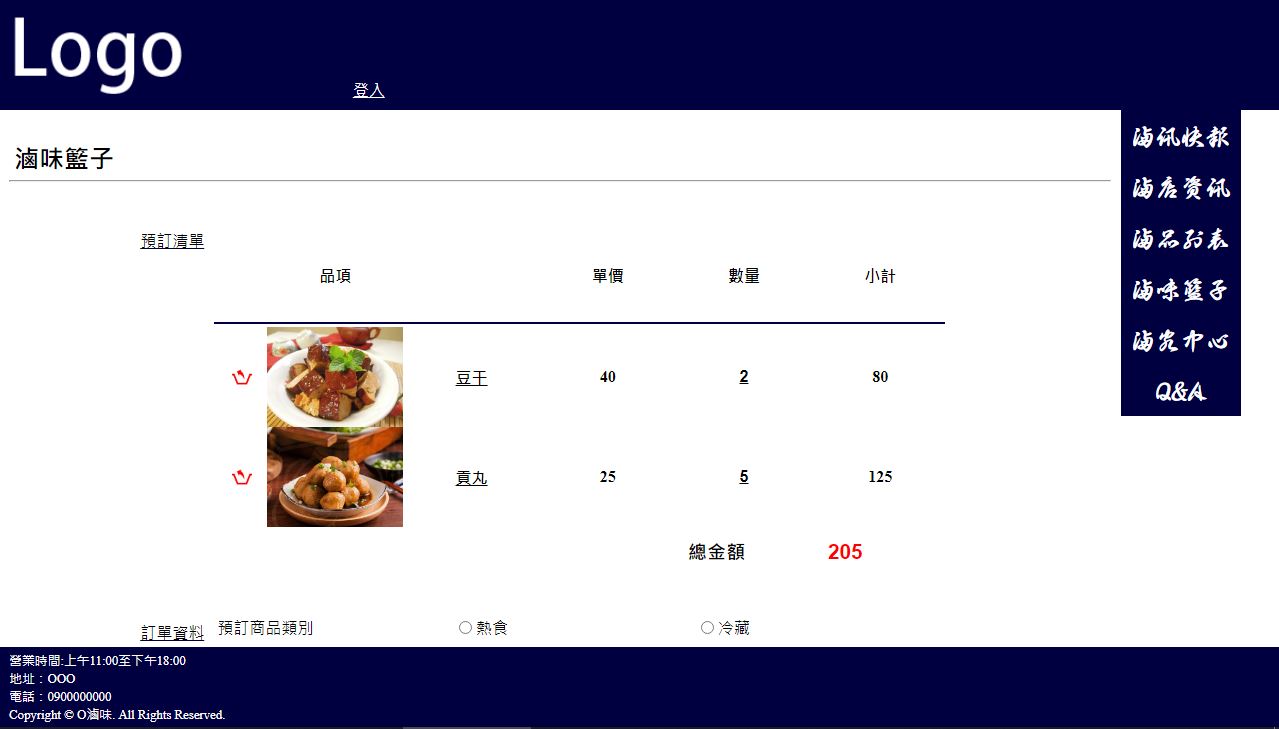 Logo
登入
滷味籃子
滷訊快報
滷店資訊
滷品列表
滷味籃子
滷客中心
Q&A
預訂清單
品項 單價 數量 小計
豆干 40 2 80
貢丸 25 5 125
總金額 205
訂單資料 預訂商品類別 熱食 冷藏
營業時間:上午11:00至下午18:00
地址：OOO
電話：0900000000
Copyright © O滷味. All Rights Reserved.